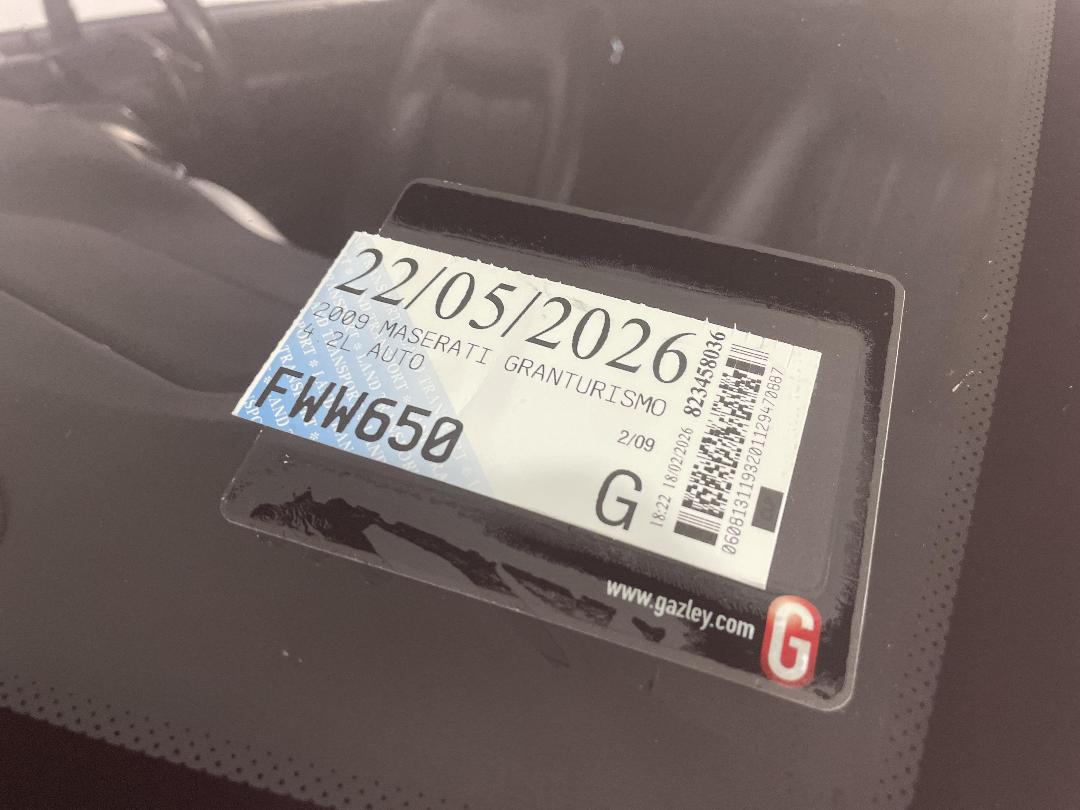 22/05/2026
2009 MASERATI GRANTURISMO
4 2L AUTO
FWW650
2/09
G
18:22 18/02/2026 823458036
0608131193201129470887
www.gazley.com
G